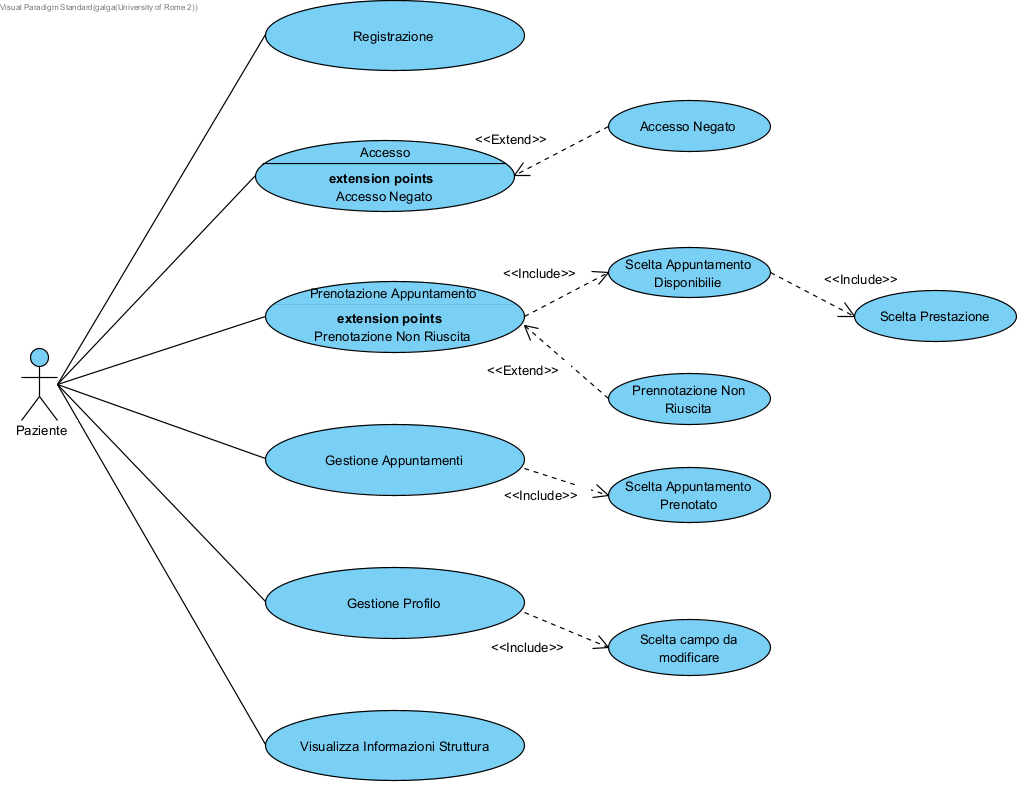 Visual Paradigm Standard(galga(University of Rome 2))
Registrazione
<<Extend>>
Accesso Negato
Accesso
extension points
Accesso Negato
<<Include>>
Scelta Appuntamento
Disponibilie
<<Include>>
Scelta Prestazione
Prenotazione Appuntamento
extension points
Prenotazione Non Riuscita
<<Extend>>
Prennotazione Non
Riuscita
Paziente
Gestione Appuntamenti
<<Include>>
Scelta Appuntamento
Prenotato
Gestione Profilo
<<Include>>
Scelta campo da
modificare
Visualizza Informazioni Struttura